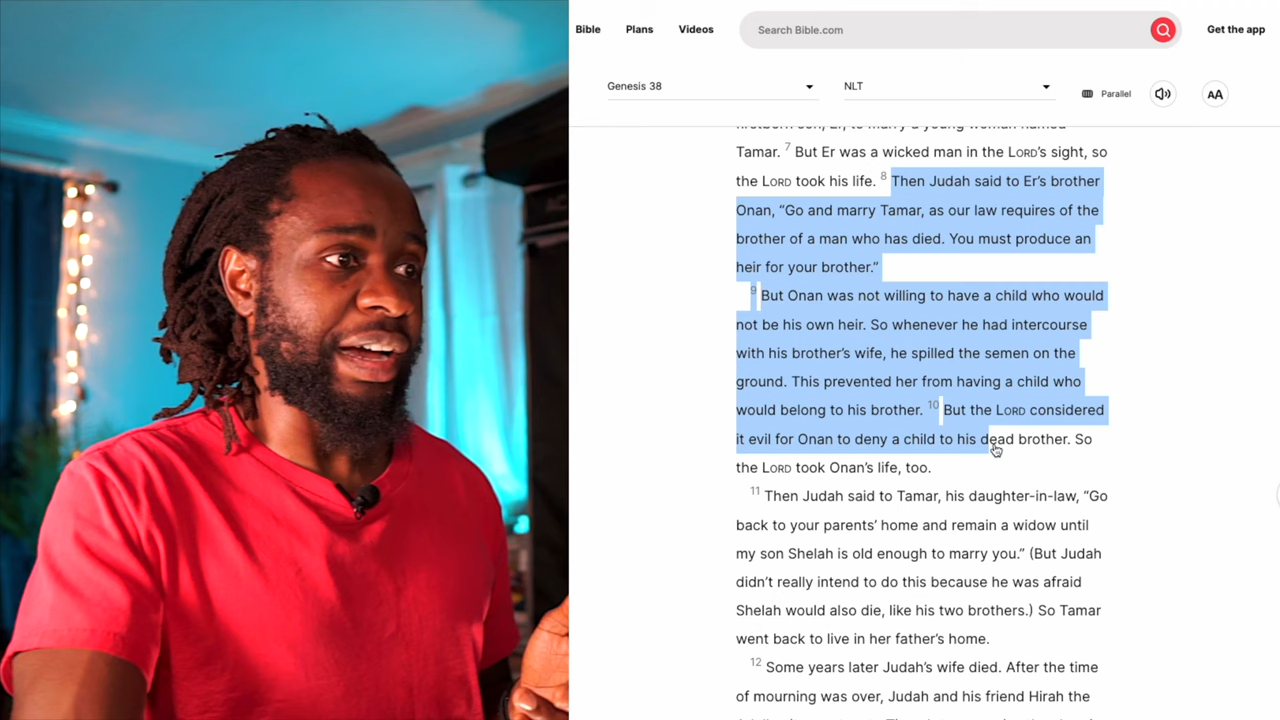 Bible Plans Videos Search Bible.com Get the app
Genesis 38 NLT Parallel AA
firstborn son, Er, to marry a young woman named
Tamar. 7 But Er was a wicked man in the LORD’s sight, so
the LORD took his life. 8 Then Judah said to Er’s brother
Onan, “Go and marry Tamar, as our law requires of the
brother of a man who has died. You must produce an
heir for your brother.”
9 But Onan was not willing to have a child who would
not be his own heir. So whenever he had intercourse
with his brother’s wife, he spilled the semen on the
ground. This prevented her from having a child who
would belong to his brother. 10 But the LORD considered
it evil for Onan to deny a child to his dead brother. So
the LORD took Onan’s life, too.
11 Then Judah said to Tamar, his daughter-in-law, “Go
back to your parents’ home and remain a widow until
my son Shelah is old enough to marry you.” (But Judah
didn’t really intend to do this because he was afraid
Shelah would also die, like his two brothers.) So Tamar
went back to live in her father’s home.
12 Some years later Judah’s wife died. After the time
of mourning was over, Judah and his friend Hirah the